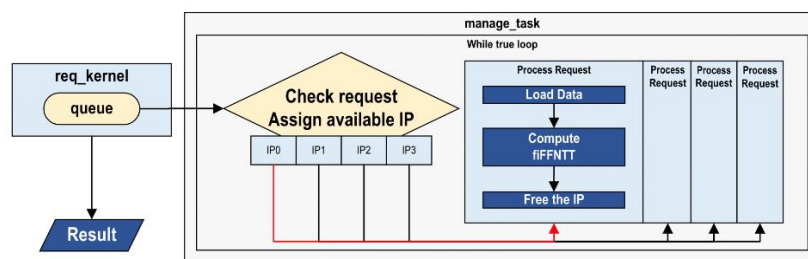 manage_task
While true loop
req_kernel
queue
Result
Check request
Assign available IP
IP0
IP1
IP2
IP3
Process Request
Load Data
Compute
fiFFNTT
Free the IP
Process
Request
Process
Request
Process
Request